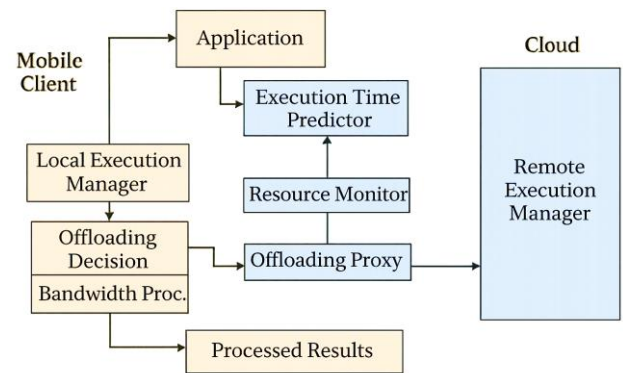 Mobile
Client
Application
Cloud
Execution Time
Predictor
Local Execution
Manager
Resource Monitor
Remote
Execution
Manager
Offloading
Decision
Bandwidth Proc.
Offloading Proxy
Processed Results